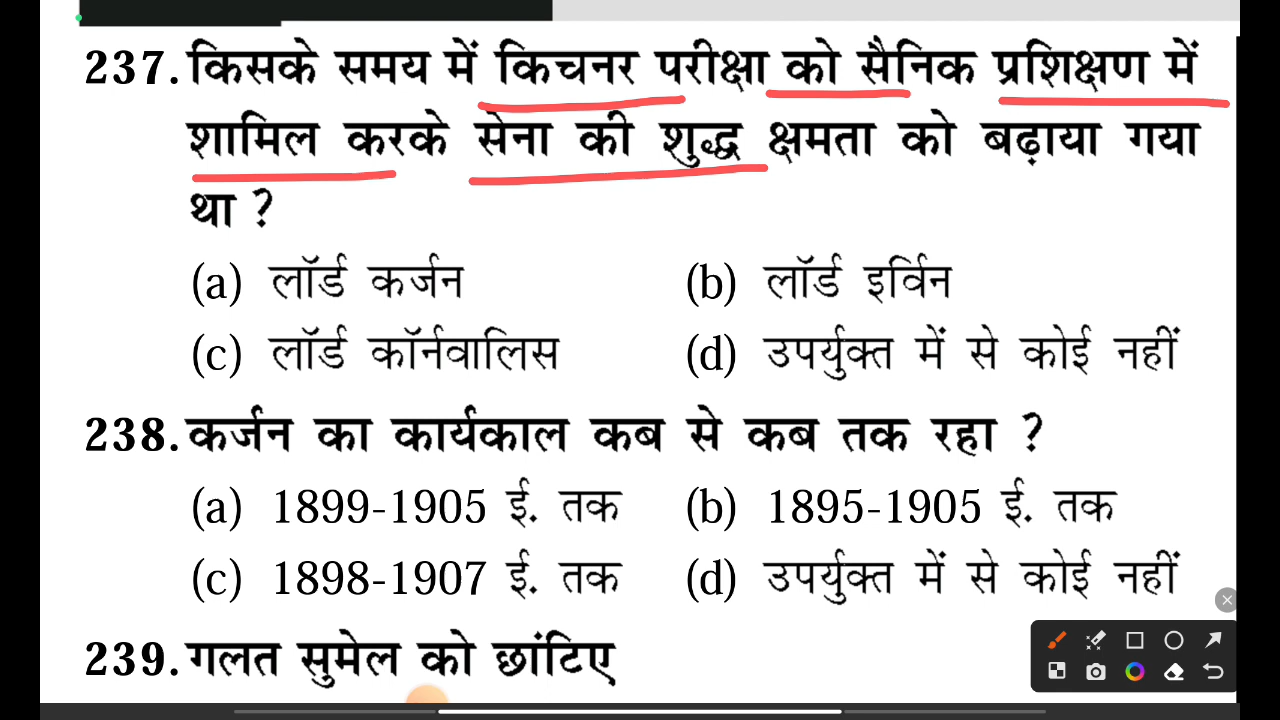 237. किसके समय में किचनर परीक्षा को सैनिक प्रशिक्षण में
शामिल करके सेना की शुद्ध क्षमता को बढ़ाया गया
था ?
(a) लॉर्ड कर्जन (b) लॉर्ड इर्विन
(c) लॉर्ड कॉर्नवालिस (d) उपर्युक्त में से कोई नहीं
238. कर्जन का कार्यकाल कब से कब तक रहा ?
(a) 1899-1905 ई. तक (b) 1895-1905 ई. तक
(c) 1898-1907 ई. तक (d) उपर्युक्त में से कोई नहीं
239. गलत सुमेल को छांटिए